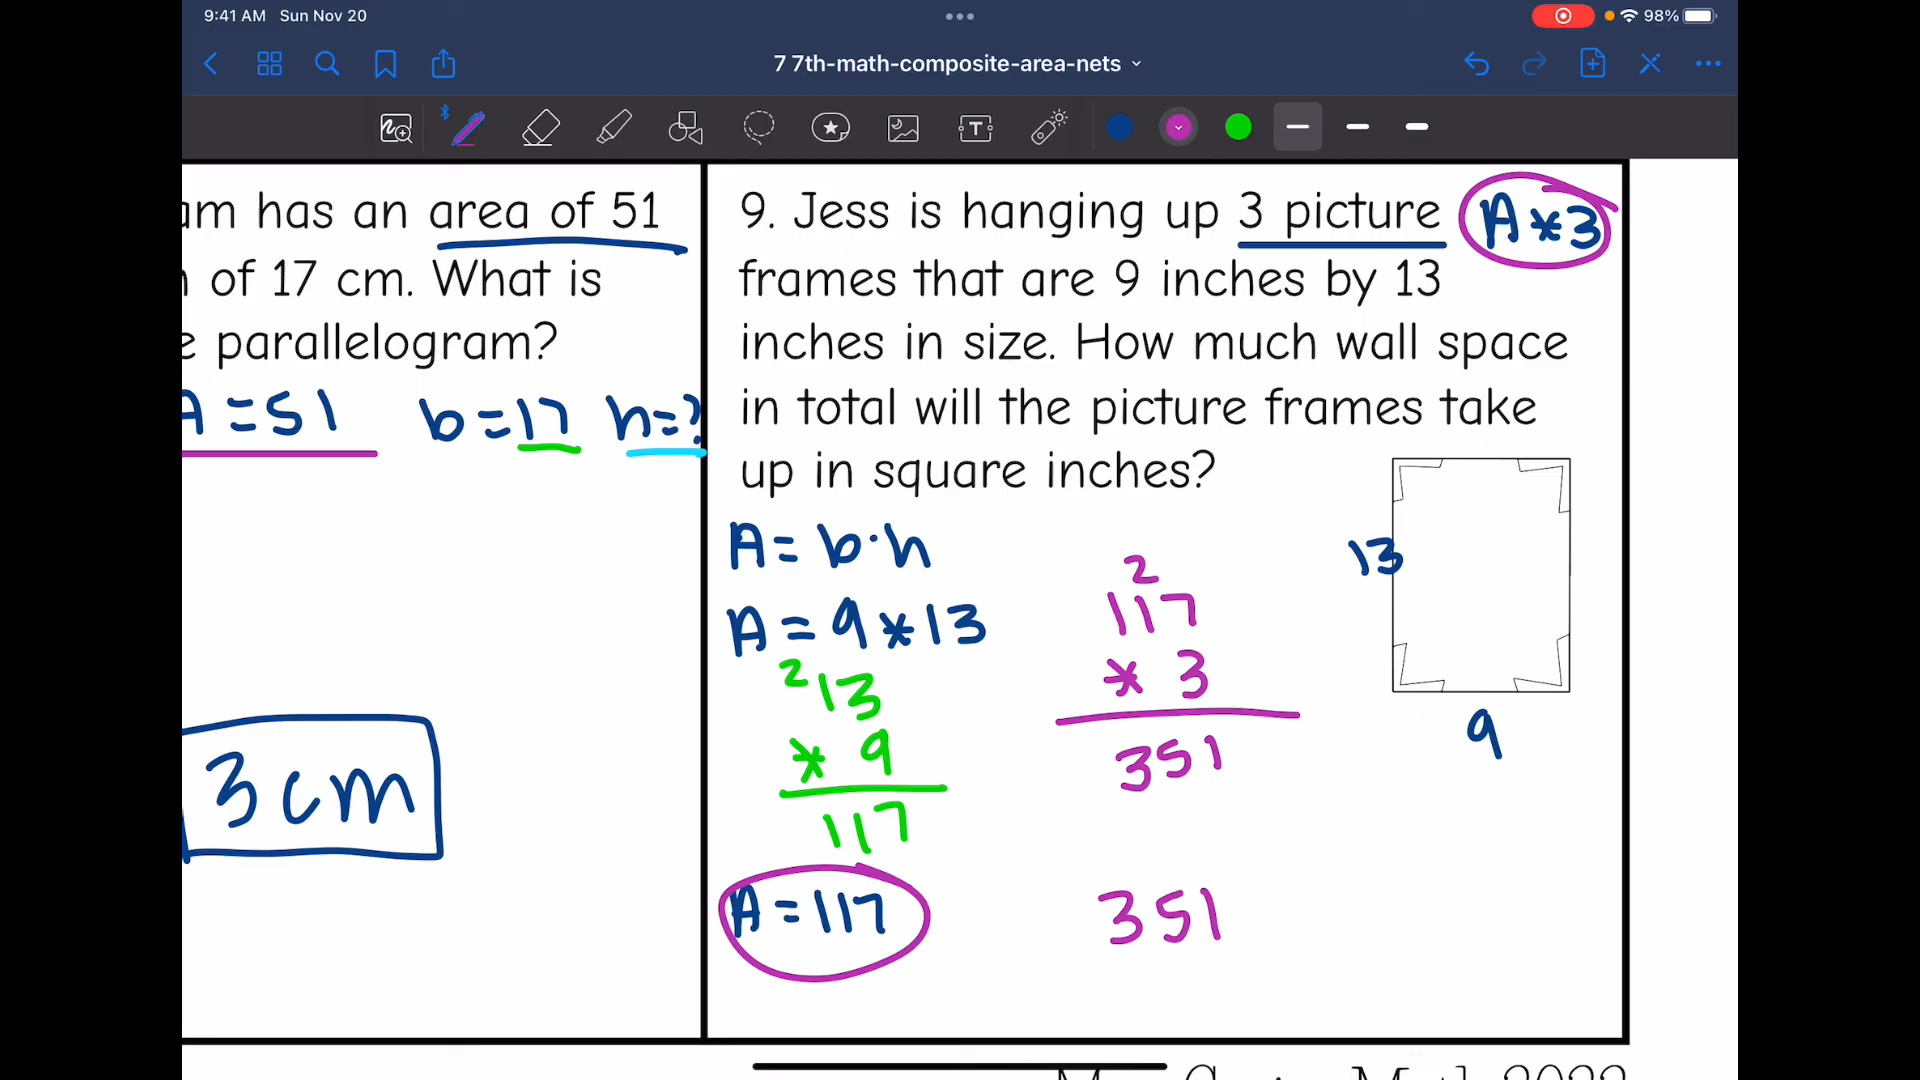 9:41 AM Sun Nov 20
98%
7 7th-math-composite-area-nets
T
am has an area of 51
of 17 cm. What is
e parallelogram?
A = 51 b = 17 h = ?
3 cm
9. Jess is hanging up 3 picture
A * 3
frames that are 9 inches by 13
inches in size. How much wall space
in total will the picture frames take
up in square inches?
A = b · h
A = 9 * 13
2
13
* 9
117
A = 117
2
117
* 3
351
351
13
9